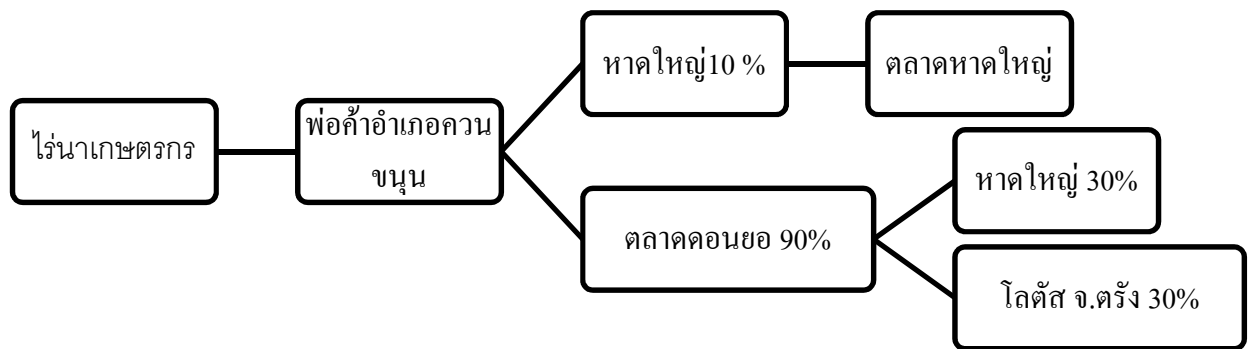 ไร่นาเกษตรกร
พ่อค้าอำเภอควน
ขนุน
หาดใหญ่10 %
ตลาดหาดใหญ่
ตลาดดอนยอ 90%
หาดใหญ่ 30%
โลตัส จ.ตรัง 30%